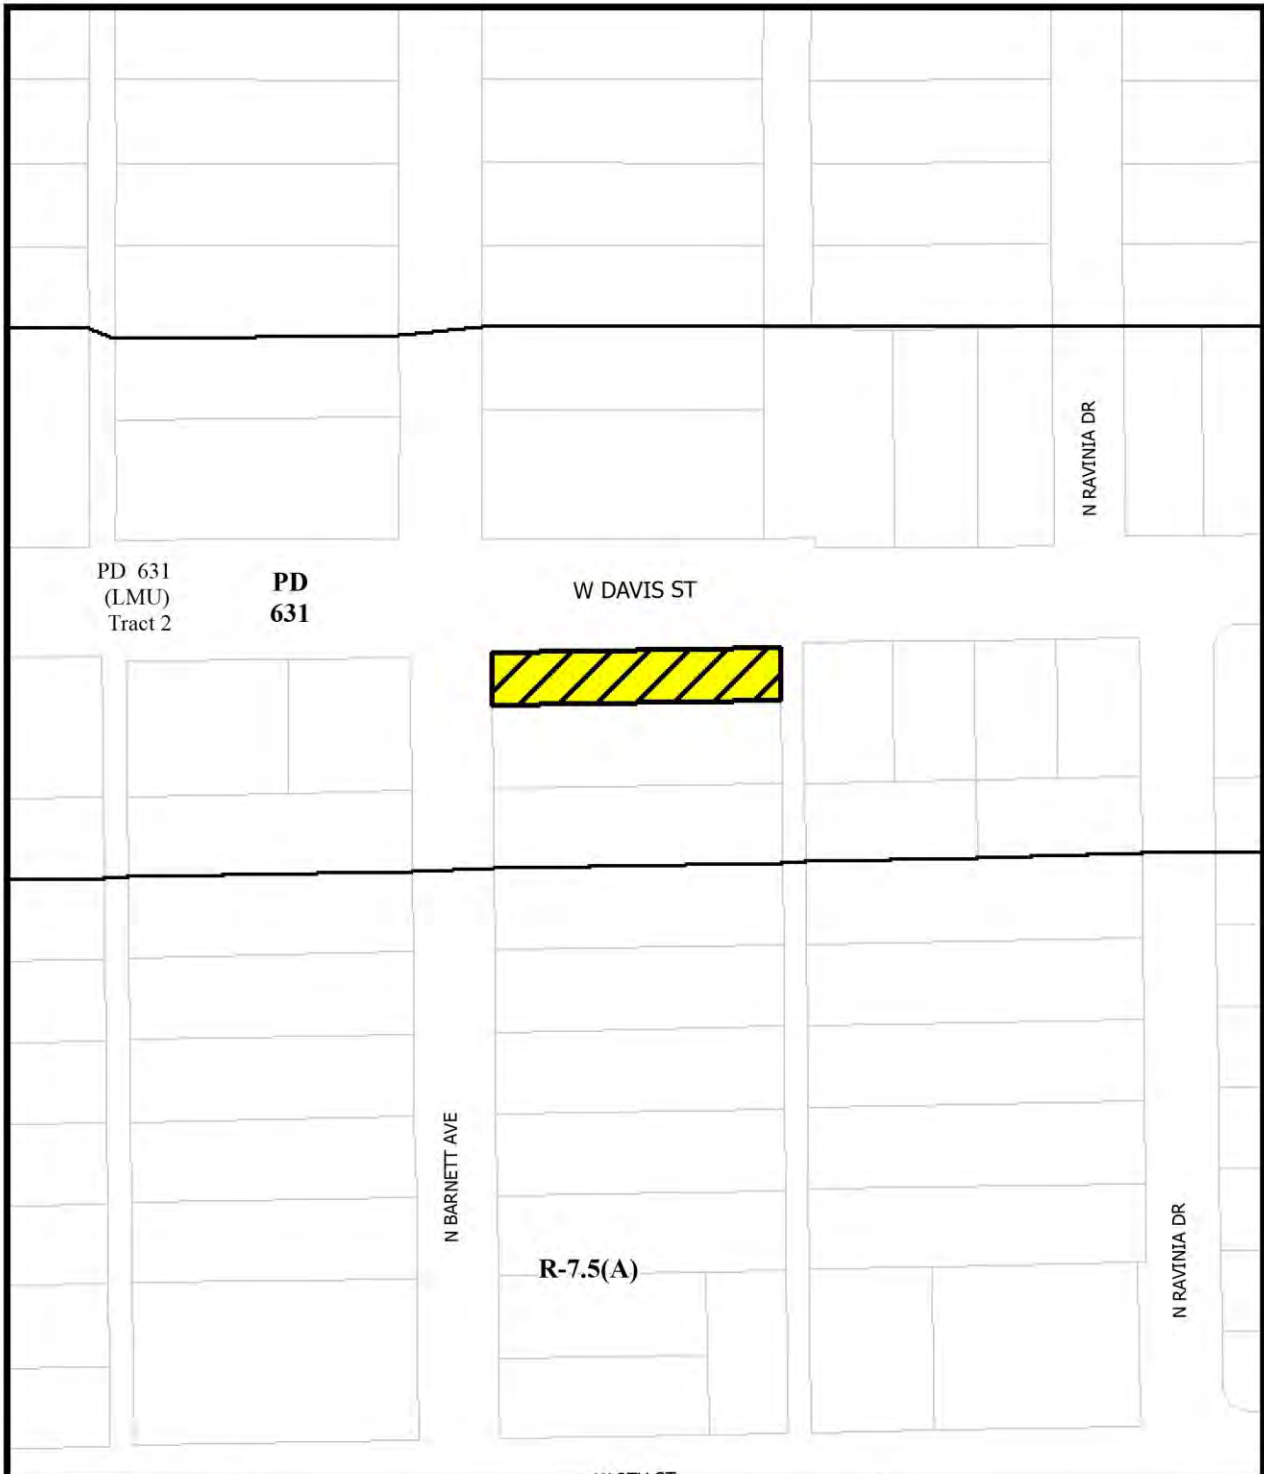 N RAVINIA DR
PD 631
(LMU)
Tract 2
PD
631
W DAVIS ST
N BARNETT AVE
N RAVINIA DR
R-7.5(A)